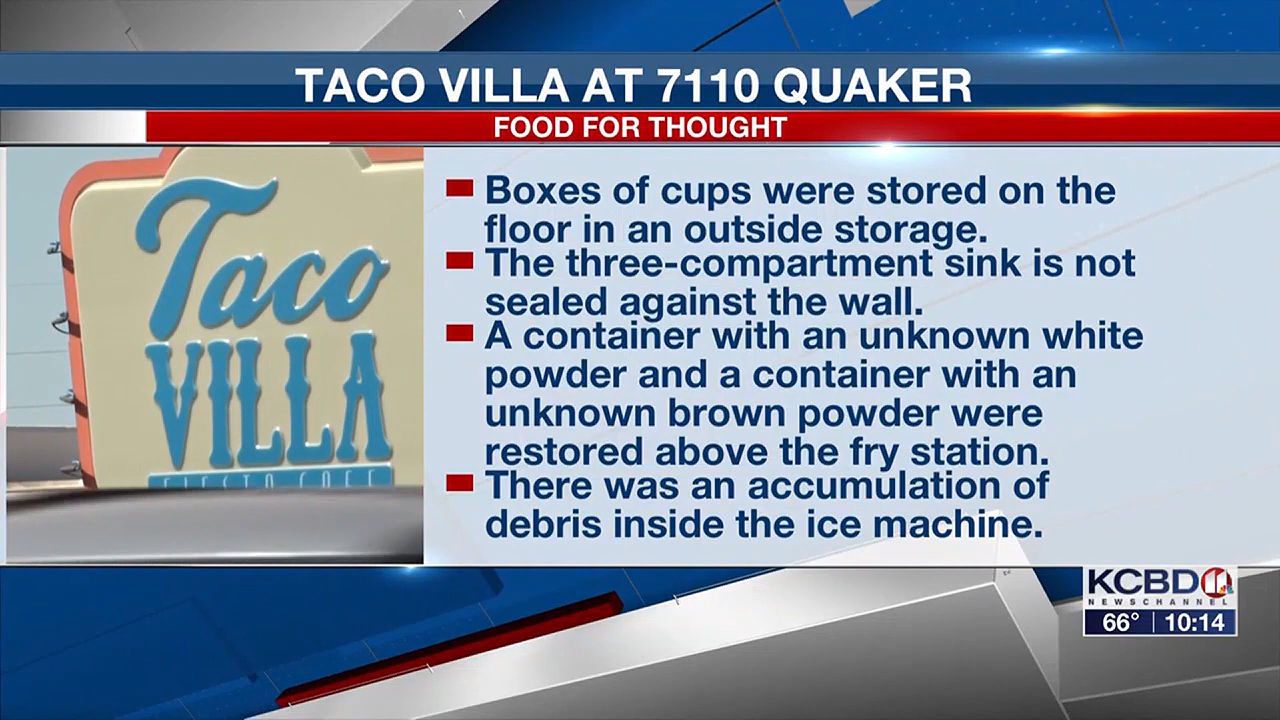 TACO VILLA AT 7110 QUAKER
FOOD FOR THOUGHT
Taco
VILLA
Boxes of cups were stored on the
floor in an outside storage.
The three-compartment sink is not
sealed against the wall.
A container with an unknown white
powder and a container with an
unknown brown powder were
restored above the fry station.
There was an accumulation of
debris inside the ice machine.
KCBD 11
NEWSCHANNEL
66° 10:14